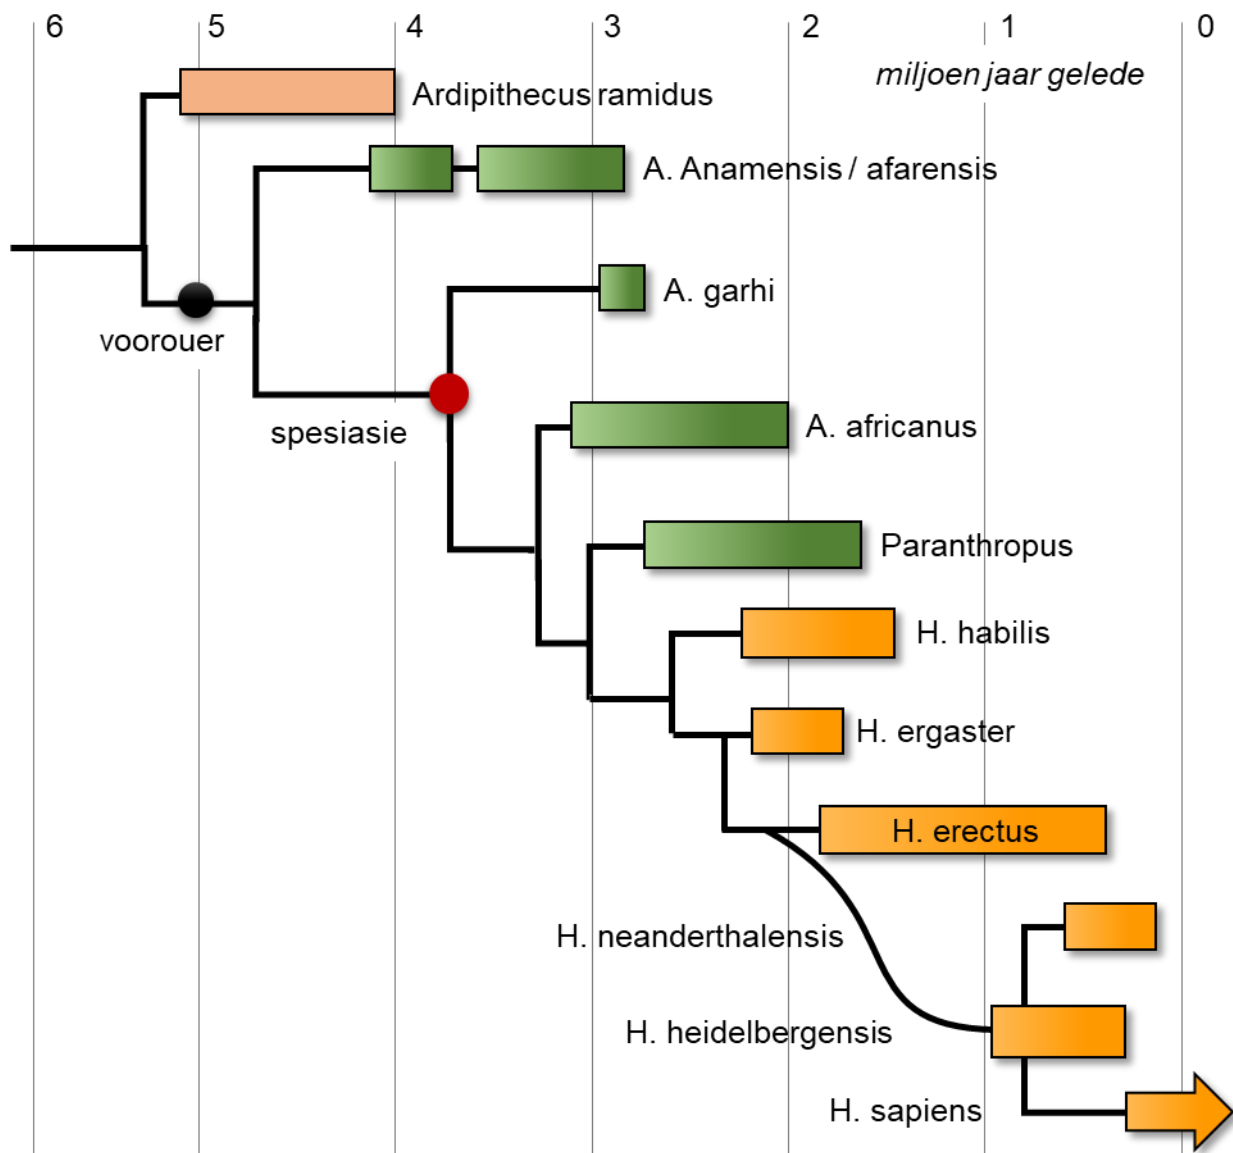 6 5 4 3 2 1 0
miljoen jaar gelede
Ardipithecus ramidus
A. Anamensis / afarensis
A. garhi
voorouer
spesiasie
A. africanus
Paranthropus
H. habilis
H. ergaster
H. erectus
H. neanderthalensis
H. heidelbergensis
H. sapiens